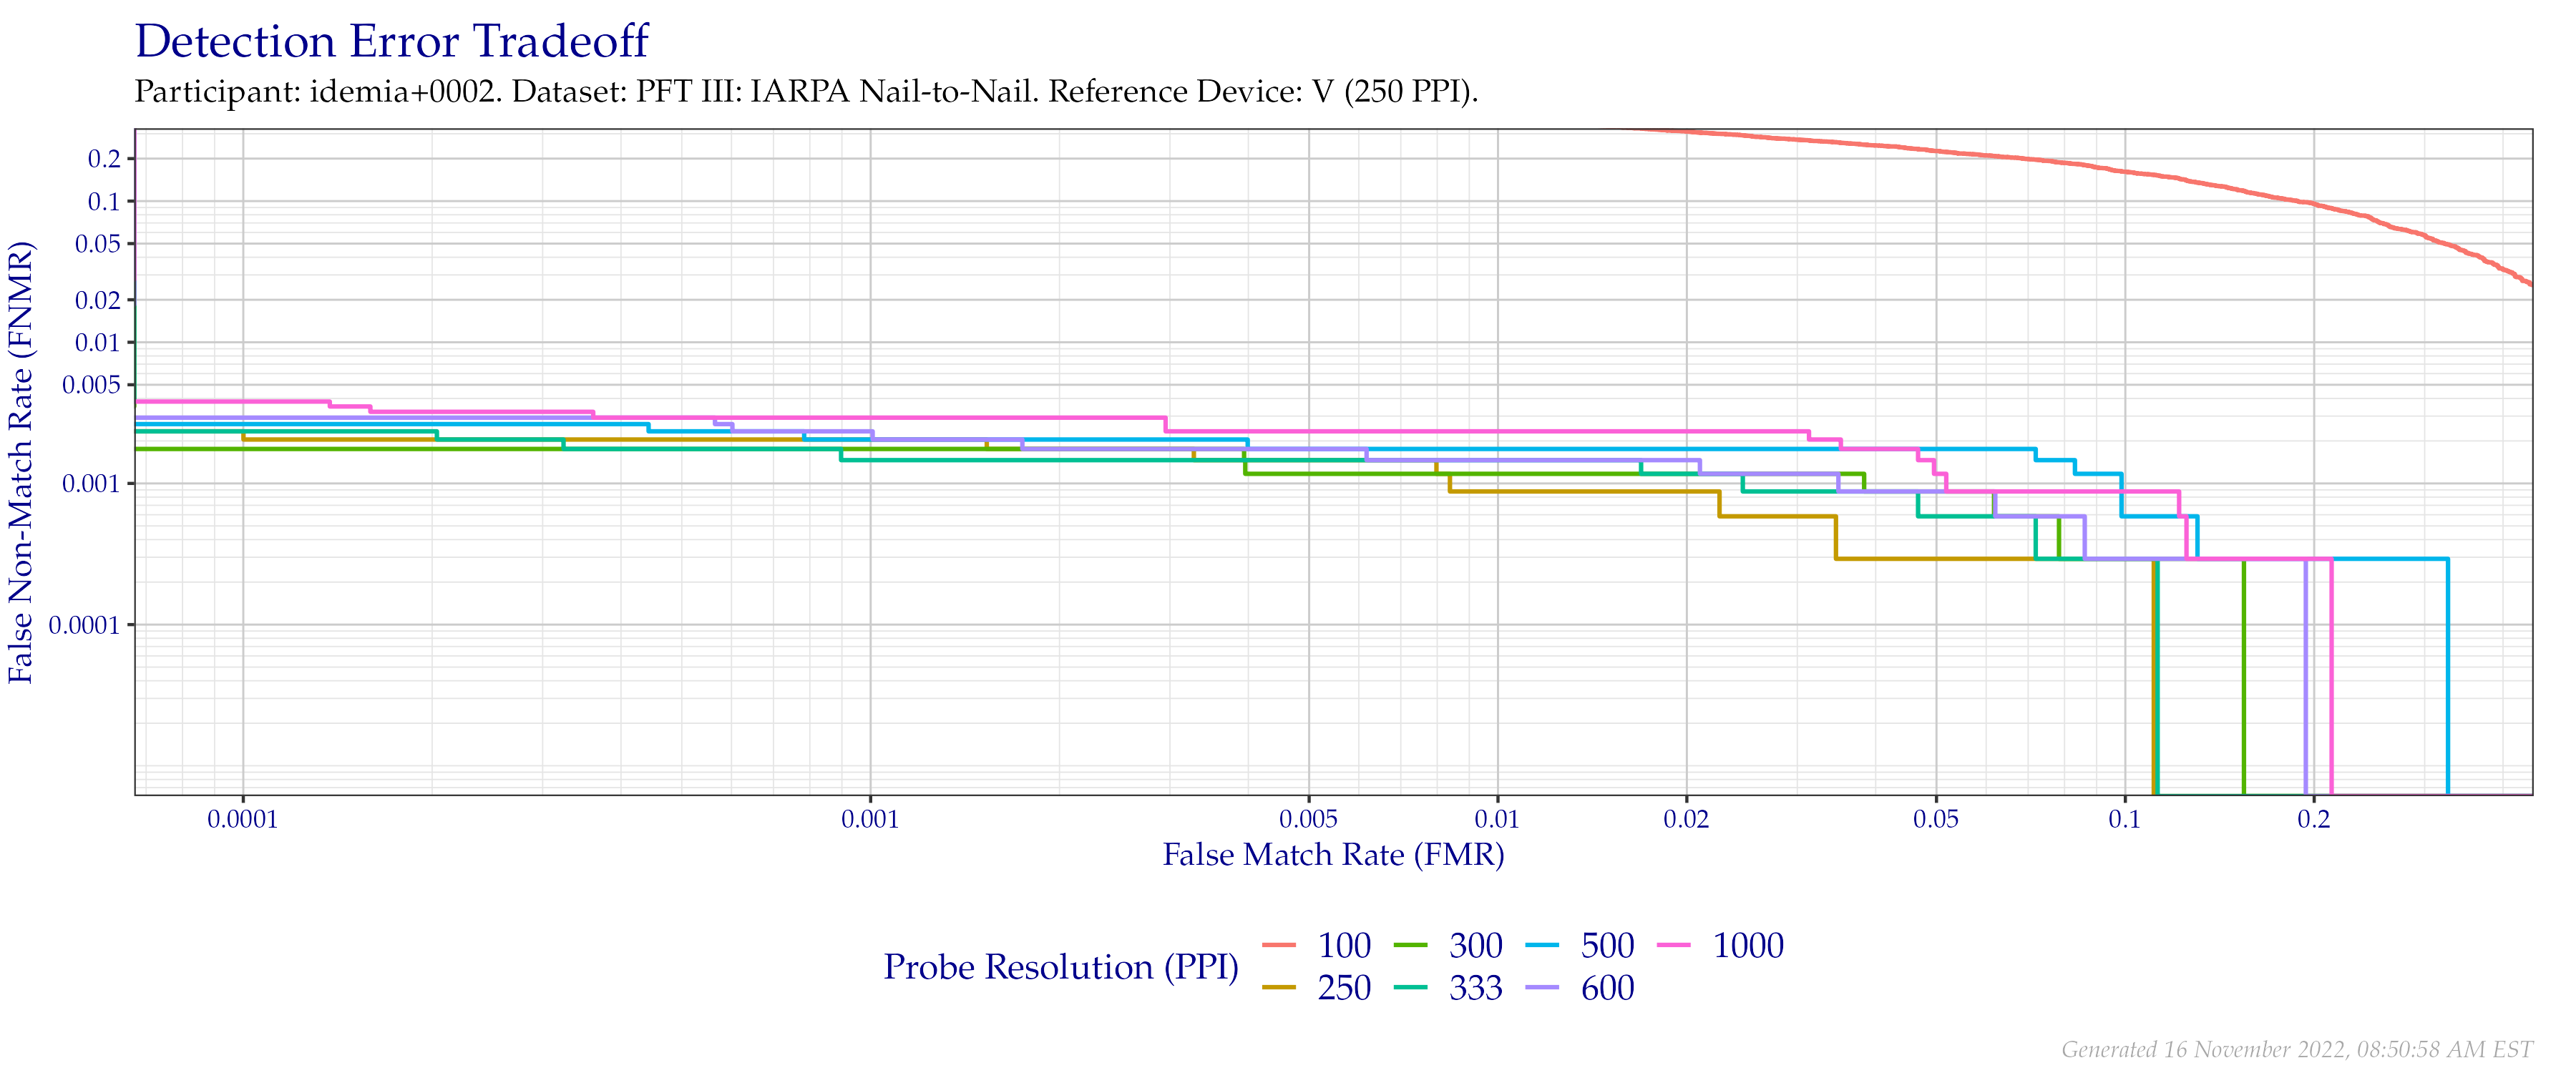 Detection Error Tradeoff
Participant: idemia+0002. Dataset: PFT III: IARPA Nail-to-Nail. Reference Device: V (250 PPI).
False Non-Match Rate (FNMR)
0.2
0.1
0.05
0.02
0.01
0.005
0.001
0.0001
0.0001 0.001 0.005 0.01 0.02 0.05 0.1 0.2
False Match Rate (FMR)
Probe Resolution (PPI)
100 300 500 1000
250 333 600
Generated 16 November 2022, 08:50:58 AM EST